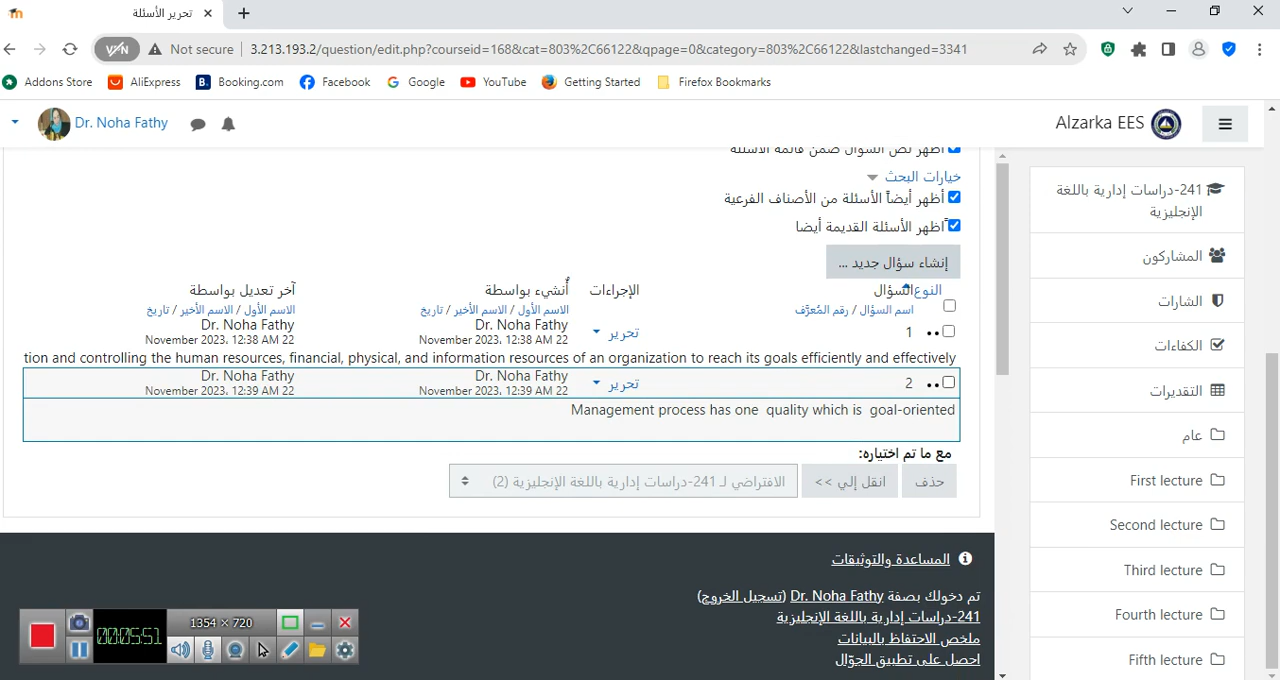 تحرير الأسئلة
VPN
Not secure
3.213.193.2/question/edit.php?courseid=168&cat=803%2C66122&qpage=0&category=803%2C66122&lastchanged=3341
Addons Store
AliExpress
Booking.com
Facebook
Google
YouTube
Getting Started
Firefox Bookmarks
Alzarka EES
Dr. Noha Fathy
241-دراسات إدارية باللغة
الإنجليزية
المشاركون
الشارات
الكفاءات
التقديرات
عام
First lecture
Second lecture
Third lecture
Fourth lecture
Fifth lecture
أظهر نص السؤال ضمن قائمة الأسئلة
خيارات البحث
أظهر أيضاً الأسئلة من الأصناف الفرعية
اظهر الأسئلة القديمة أيضا
إنشاء سؤال جديد ...
النوع السؤال الإجراءات أُنشيء بواسطة آخر تعديل بواسطة
اسم السؤال / رقم المُعرَّف الاسم الأول / الاسم الأخير / تاريخ الاسم الأول / الاسم الأخير / تاريخ
1 تحرير Dr. Noha Fathy Dr. Noha Fathy
22 November 2023، 12:38 AM 22 November 2023، 12:38 AM
tion and controlling the human resources, financial, physical, and information resources of an organization to reach its goals efficiently and effectively
2 تحرير Dr. Noha Fathy Dr. Noha Fathy
22 November 2023، 12:39 AM 22 November 2023، 12:39 AM
Management process has one quality which is goal-oriented
مع ما تم اختياره:
حذف انقل إلي >> الافتراضي لـ 241-دراسات إدارية باللغة الإنجليزية (2)
المساعدة والتوثيقات
تم دخولك بصفة Dr. Noha Fathy (تسجيل الخروج)
241-دراسات إدارية باللغة الإنجليزية
ملخص الاحتفاظ بالبيانات
احصل على تطبيق الجوّال
00:05:51
1354 × 720